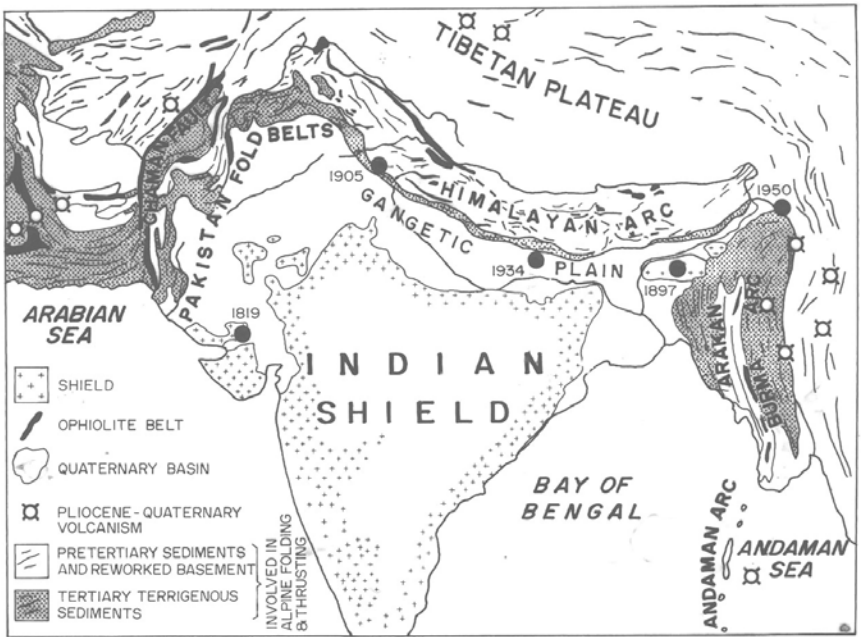 TIBETAN PLATEAU
CHAMAN FAULT
PAKISTAN FOLD BELTS
1905
HIMALAYAN ARC
1950
GANGETIC
PLAIN
1934
1897
ARABIAN
SEA
1819
ARAKAN
BURMA ARC
INDIAN
SHIELD
SHIELD
OPHIOLITE BELT
QUATERNARY BASIN
PLIOCENE-QUATERNARY
VOLCANISM
PRETERTIARY SEDIMENTS
AND REWORKED BASEMENT
TERTIARY TERRIGENOUS
SEDIMENTS
INVOLVED IN
ALPINE FOLDING
& THRUSTING
BAY OF
BENGAL
ANDAMAN ARC
ANDAMAN
SEA